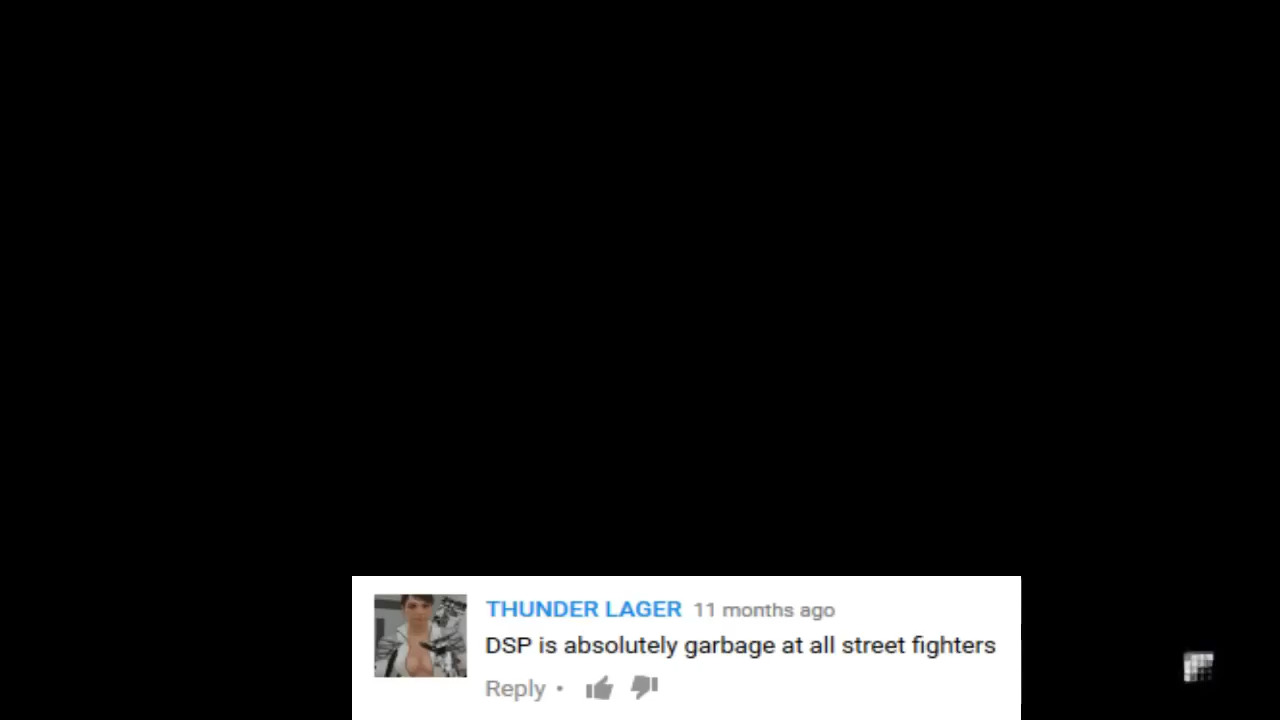 THUNDER LAGER 11 months ago
DSP is absolutely garbage at all street fighters
Reply •